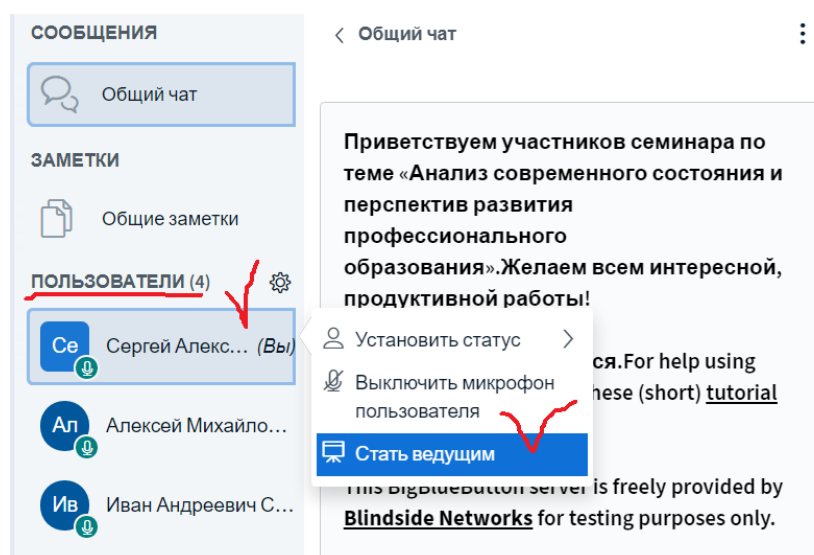 СООБЩЕНИЯ
Общий чат
ЗАМЕТКИ
Общие заметки
ПОЛЬЗОВАТЕЛИ (4)
Се
Сергей Алекс... (Вы)
Ал
Алексей Михайло...
Ив
Иван Андреевич С...
Общий чат
Приветствуем участников семинара по
теме «Анализ современного состояния и
перспектив развития
профессионального
образования».Желаем всем интересной,
продуктивной работы!
Установить статус
Выключить микрофон
пользователя
Стать ведущим
ся.For help using
hese (short) tutorial
This BigBlueButton server is freely provided by
Blindside Networks for testing purposes only.